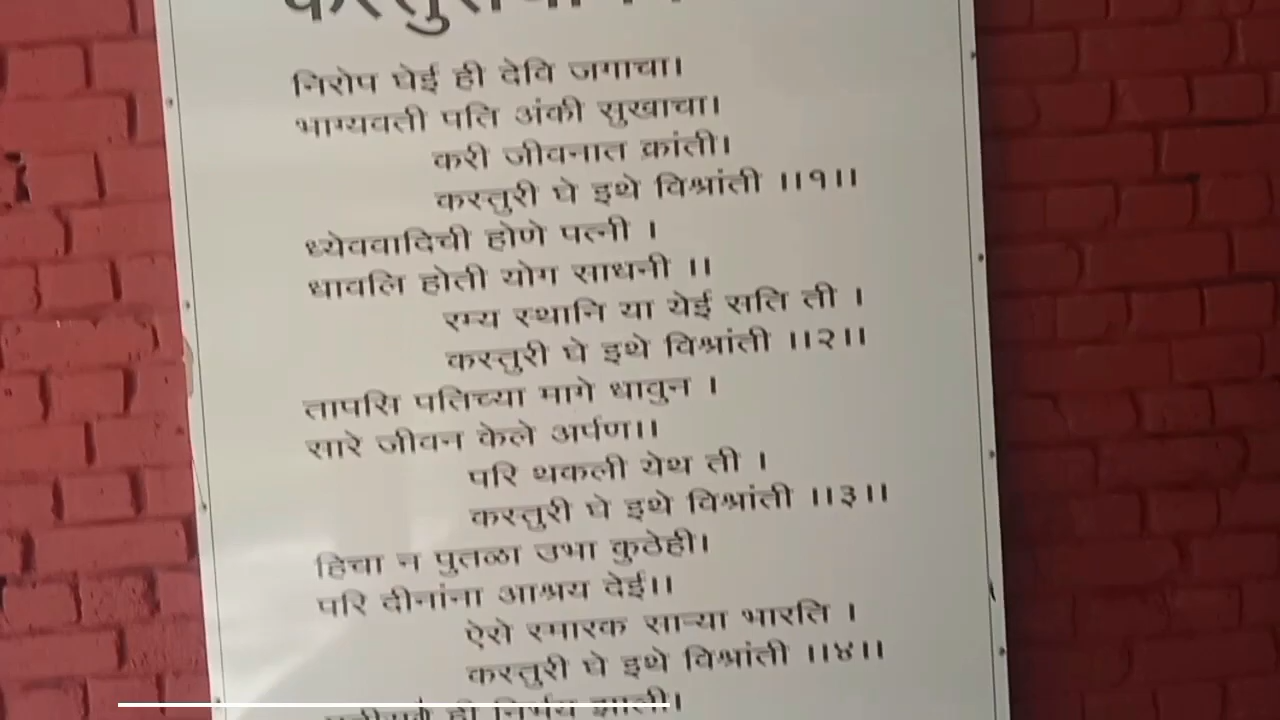 निरोप घेई ही देवि जगाचा।
भाग्यवती पति अंकी सुखाचा।
करी जीवनात क्रांती।
कस्तुरी घे इथे विश्रांती ।।१।।
ध्येयवादिची होणे पत्नी ।
धावलि होती योग साधनी ।।
रम्य स्थानि या येई सति ती ।
कस्तुरी घे इथे विश्रांती ।।२।।
तापसि पतिच्या मागे धावुन ।
सारे जीवन केले अर्पण।।
परि थकली येथ ती ।
कस्तुरी घे इथे विश्रांती ।।३।।
हिचा न पुतळा उभा कुठेही।
परि दीनांना आश्रय देई।।
ऐसे स्मारक साऱ्या भारति ।
कस्तुरी घे इथे विश्रांती ।।४।।
ही निर्भय झाली।